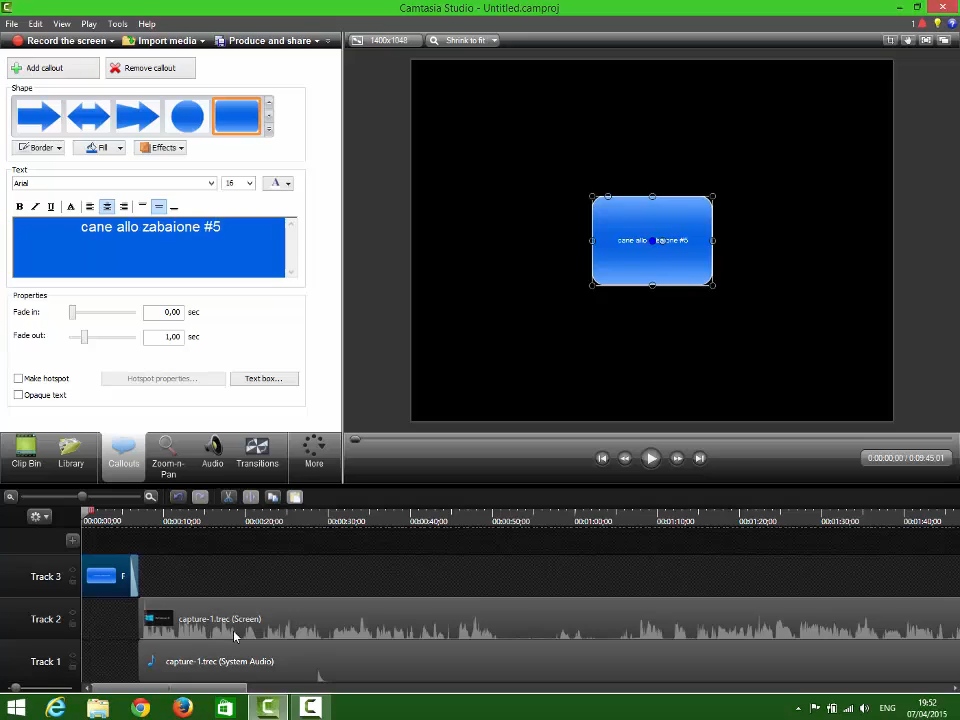 Camtasia Studio - Untitled.camproj
File Edit View Play Tools Help
1
Record the screen Import media Produce and share
1400x1048 Shrink to fit
Add callout Remove callout
Shape
Border Fill Effects
Text
Arial 16 A
B I U A
cane allo zabaione #5
cane allo zabaione #5
Properties
Fade in: 0,00 sec
Fade out: 1,00 sec
Make hotspot Hotspot properties... Text box...
Opaque text
Clip Bin Library Callouts Zoom-n-Pan Audio Transitions More
0:00:00;00 / 0:09:45;01
00:00:00;00 00:00:10;00 00:00:20;00 00:00:30;00 00:00:40;00 00:00:50;00 00:01:00;00 00:01:10;00 00:01:20;00 00:01:30;00 00:01:40;00
Track 3 F
Track 2 capture-1.trec (Screen)
Track 1 capture-1.trec (System Audio)
ENG
19:52
07/04/2015